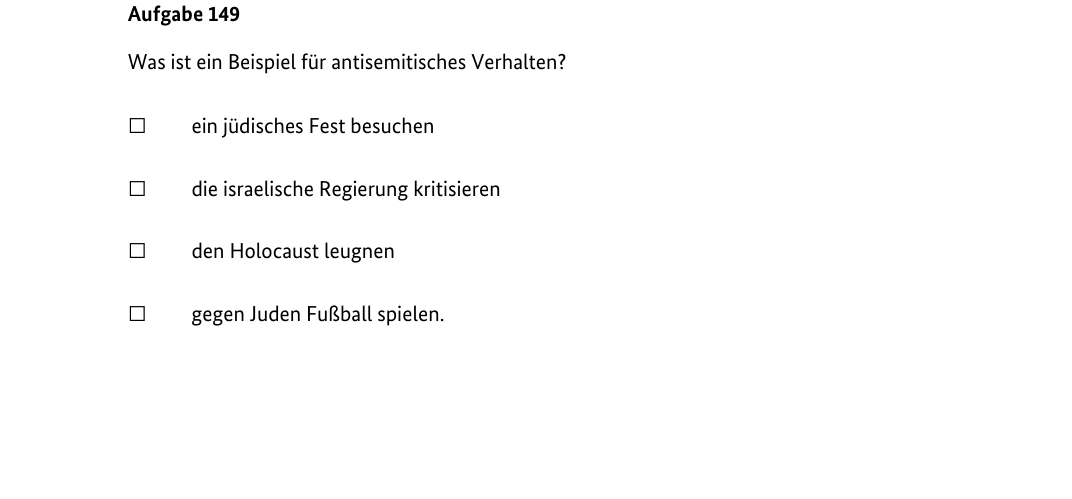 Aufgabe 149
Was ist ein Beispiel für antisemitisches Verhalten?
☐ ein jüdisches Fest besuchen
☐ die israelische Regierung kritisieren
☐ den Holocaust leugnen
☐ gegen Juden Fußball spielen.